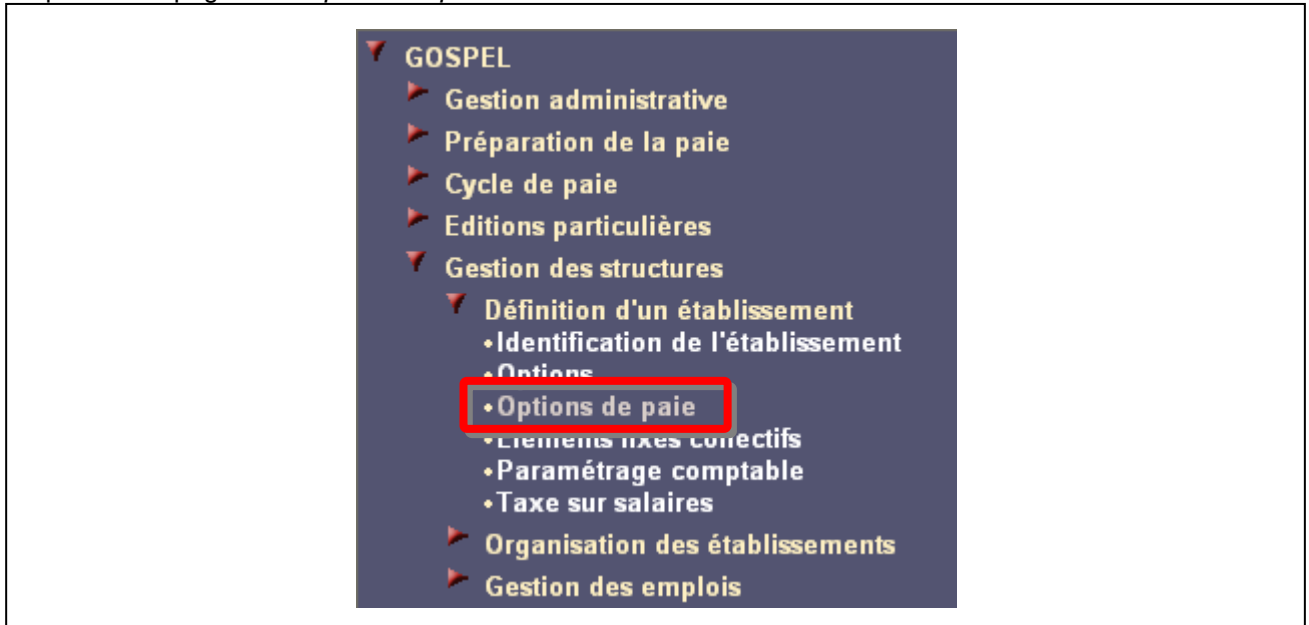 GOSPEL
Gestion administrative
Préparation de la paie
Cycle de paie
Editions particulières
Gestion des structures
Définition d'un établissement
•Identification de l'établissement
•Options
•Options de paie
•Eléments fixes collectifs
•Paramétrage comptable
•Taxe sur salaires
Organisation des établissements
Gestion des emplois